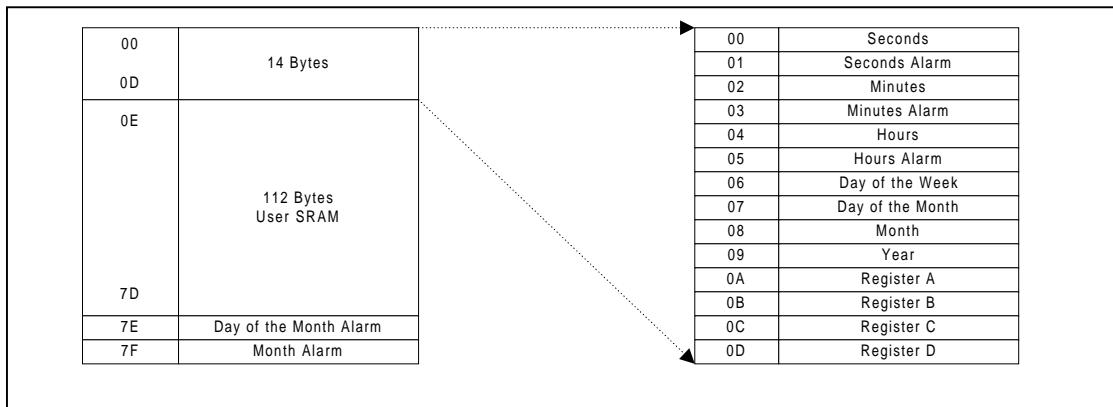 00
14 Bytes
0D
0E
112 Bytes
User SRAM
7D
7E Day of the Month Alarm
7F Month Alarm
00 Seconds
01 Seconds Alarm
02 Minutes
03 Minutes Alarm
04 Hours
05 Hours Alarm
06 Day of the Week
07 Day of the Month
08 Month
09 Year
0A Register A
0B Register B
0C Register C
0D Register D